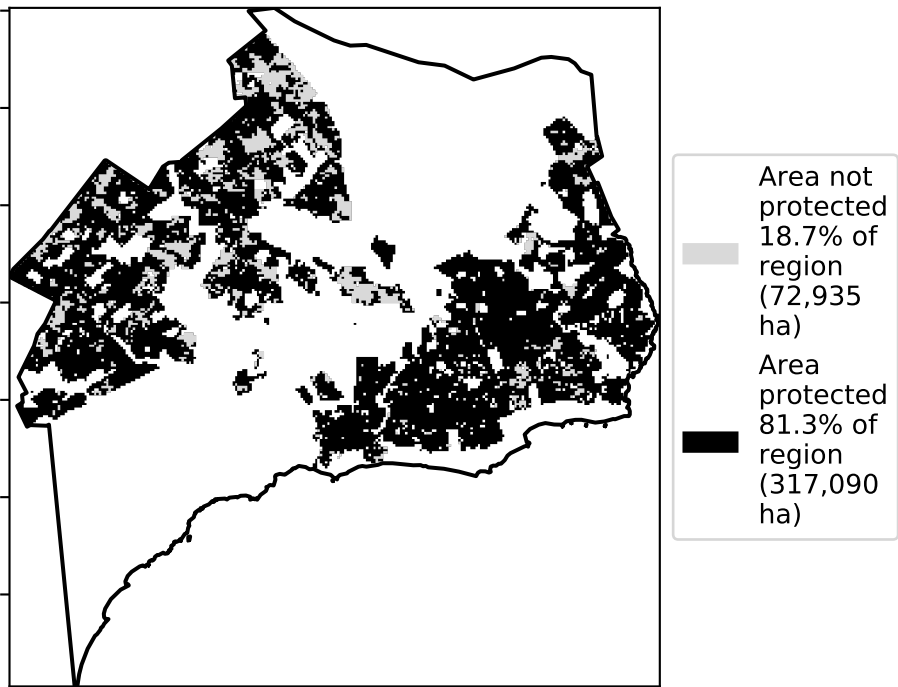 Area not
protected
18.7% of
region
(72,935
ha)
Area
protected
81.3% of
region
(317,090
ha)